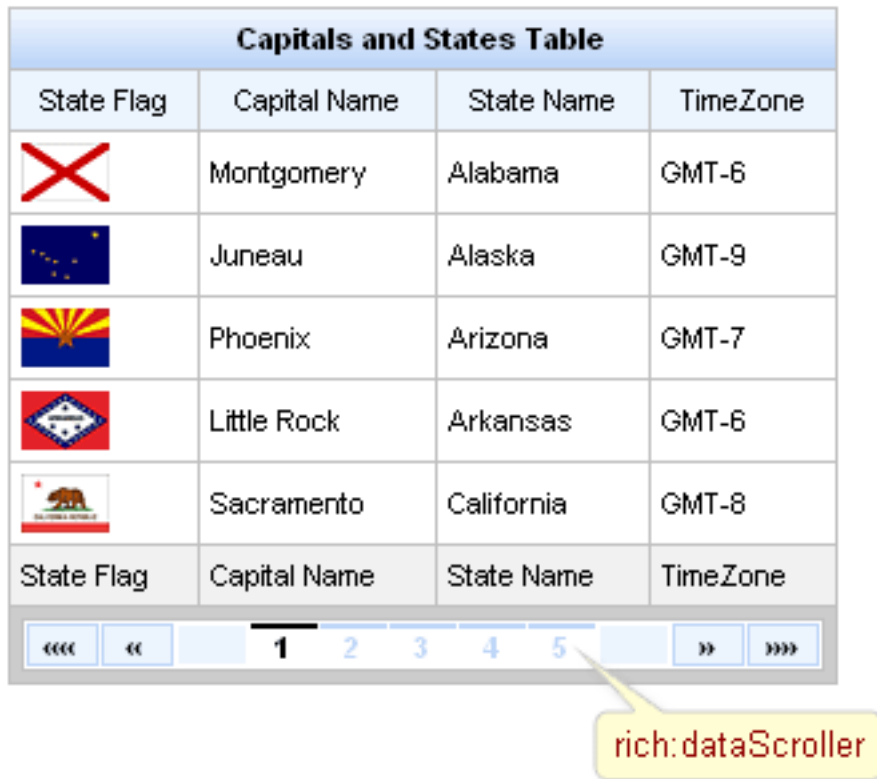 Capitals and States Table
State Flag Capital Name State Name TimeZone
Montgomery Alabama GMT-6
Juneau Alaska GMT-9
Phoenix Arizona GMT-7
Little Rock Arkansas GMT-6
Sacramento California GMT-8
State Flag Capital Name State Name TimeZone
«« « 1 2 3 4 5 » »»
rich:dataScroller